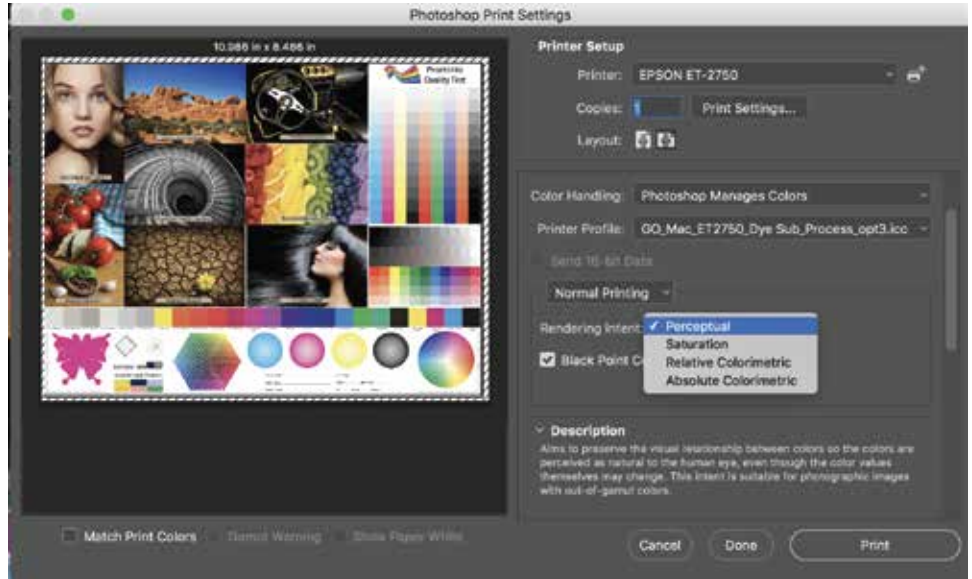 Photoshop Print Settings
10.986 in x 8.486 in
Quality Test
Printer Setup
Printer: EPSON ET-2750
Copies: 1 Print Settings...
Layout:
Color Handling: Photoshop Manages Colors
Printer Profile: GO_Mac_ET2750_Dye Sub_Process_opt3.icc
Send 16-bit Data
Normal Printing
Rendering Intent: ✓ Perceptual
Saturation
Relative Colorimetric
Absolute Colorimetric
Black Point
Description
Aims to preserve the visual relationship between colors so the colors are
perceived as natural to the human eye, even though the color values
themselves may change. This intent is suitable for photographic images
with out-of-gamut colors.
Match Print Colors Gamut Warning Show Paper White
Cancel Done Print